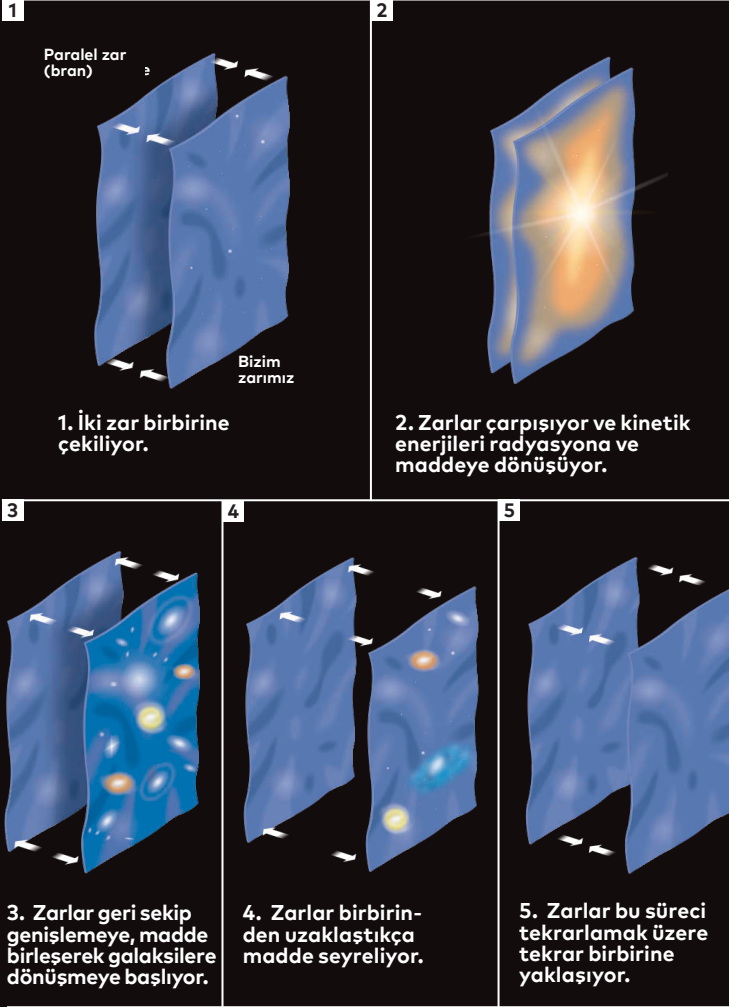 1
Paralel zar
(bran)
Bizim
zarımız
1. İki zar birbirine
çekiliyor.
2
2. Zarlar çarpışıyor ve kinetik
enerjileri radyasyona ve
maddeye dönüşüyor.
3
3. Zarlar geri sekip
genişlemeye, madde
birleşerek galaksilere
dönüşmeye başlıyor.
4
4. Zarlar birbirin-
den uzaklaştıkça
madde seyreliyor.
5
5. Zarlar bu süreci
tekrarlamak üzere
tekrar birbirine
yaklaşıyor.